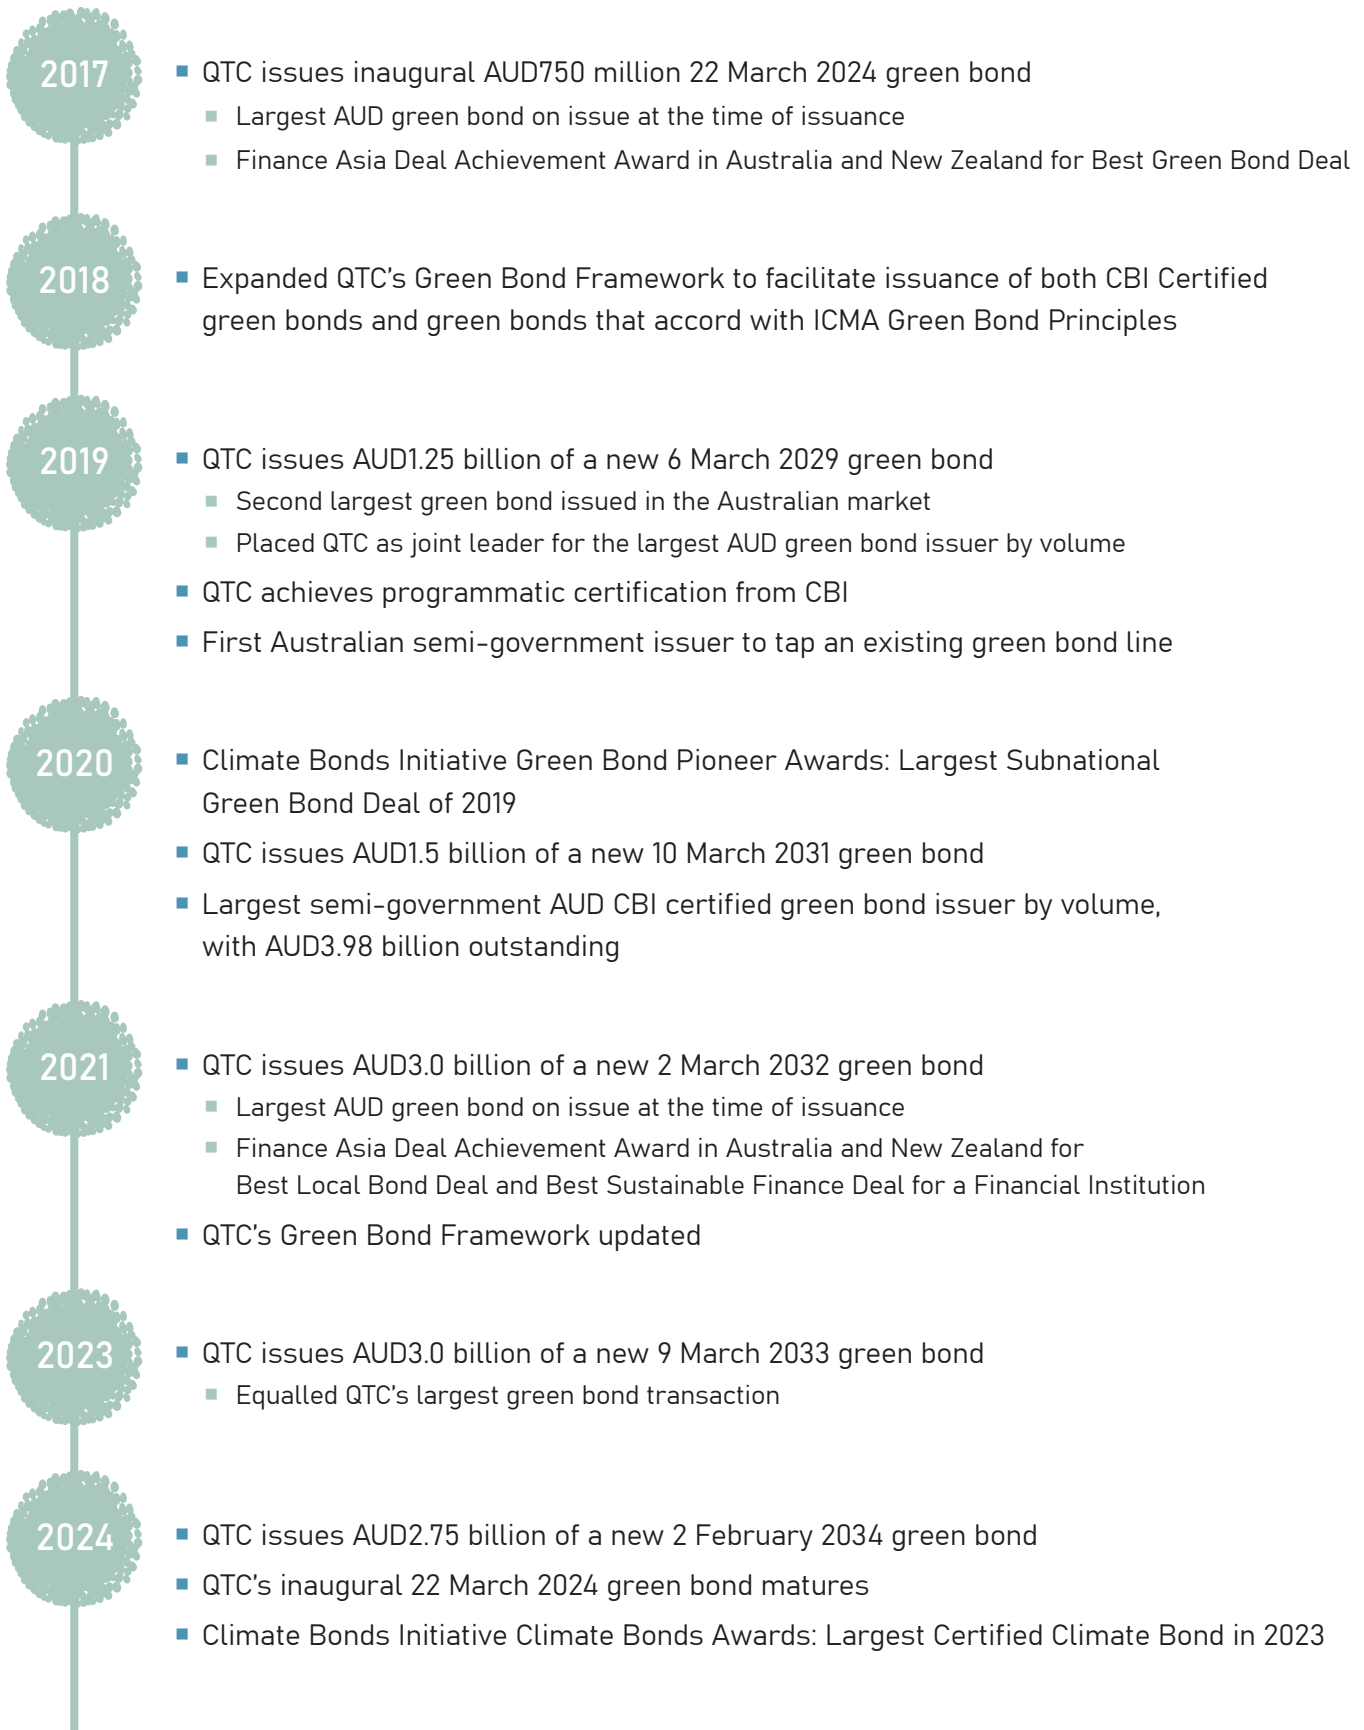 2017
■ QTC issues inaugural AUD750 million 22 March 2024 green bond
■ Largest AUD green bond on issue at the time of issuance
■ Finance Asia Deal Achievement Award in Australia and New Zealand for Best Green Bond Deal
2018
■ Expanded QTC’s Green Bond Framework to facilitate issuance of both CBI Certified
green bonds and green bonds that accord with ICMA Green Bond Principles
2019
■ QTC issues AUD1.25 billion of a new 6 March 2029 green bond
■ Second largest green bond issued in the Australian market
■ Placed QTC as joint leader for the largest AUD green bond issuer by volume
■ QTC achieves programmatic certification from CBI
■ First Australian semi-government issuer to tap an existing green bond line
2020
■ Climate Bonds Initiative Green Bond Pioneer Awards: Largest Subnational
Green Bond Deal of 2019
■ QTC issues AUD1.5 billion of a new 10 March 2031 green bond
■ Largest semi-government AUD CBI certified green bond issuer by volume,
with AUD3.98 billion outstanding
2021
■ QTC issues AUD3.0 billion of a new 2 March 2032 green bond
■ Largest AUD green bond on issue at the time of issuance
■ Finance Asia Deal Achievement Award in Australia and New Zealand for
Best Local Bond Deal and Best Sustainable Finance Deal for a Financial Institution
■ QTC’s Green Bond Framework updated
2023
■ QTC issues AUD3.0 billion of a new 9 March 2033 green bond
■ Equalled QTC’s largest green bond transaction
2024
■ QTC issues AUD2.75 billion of a new 2 February 2034 green bond
■ QTC’s inaugural 22 March 2024 green bond matures
■ Climate Bonds Initiative Climate Bonds Awards: Largest Certified Climate Bond in 2023